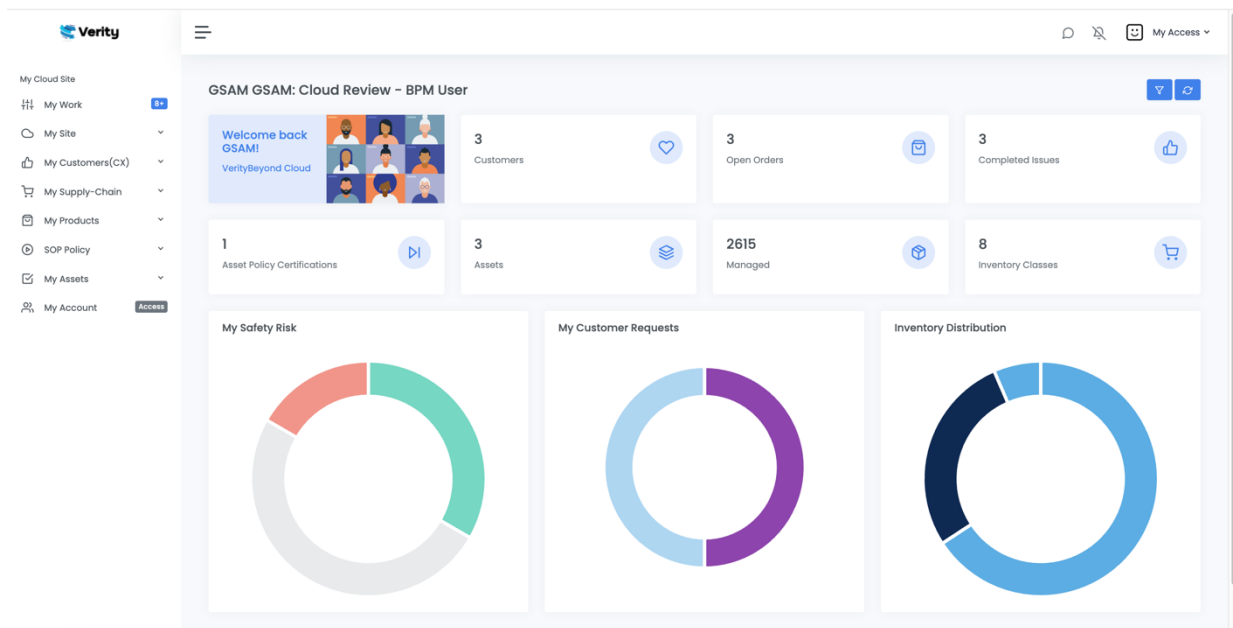 Verity
My Access
My Cloud Site
My Work
8+
My Site
My Customers(CX)
My Supply-Chain
My Products
SOP Policy
My Assets
My Account
Access
GSAM GSAM: Cloud Review - BPM User
Welcome back
GSAM!
VerityBeyond Cloud
3
Customers
3
Open Orders
3
Completed Issues
1
Asset Policy Certifications
3
Assets
2615
Managed
8
Inventory Classes
My Safety Risk
My Customer Requests
Inventory Distribution